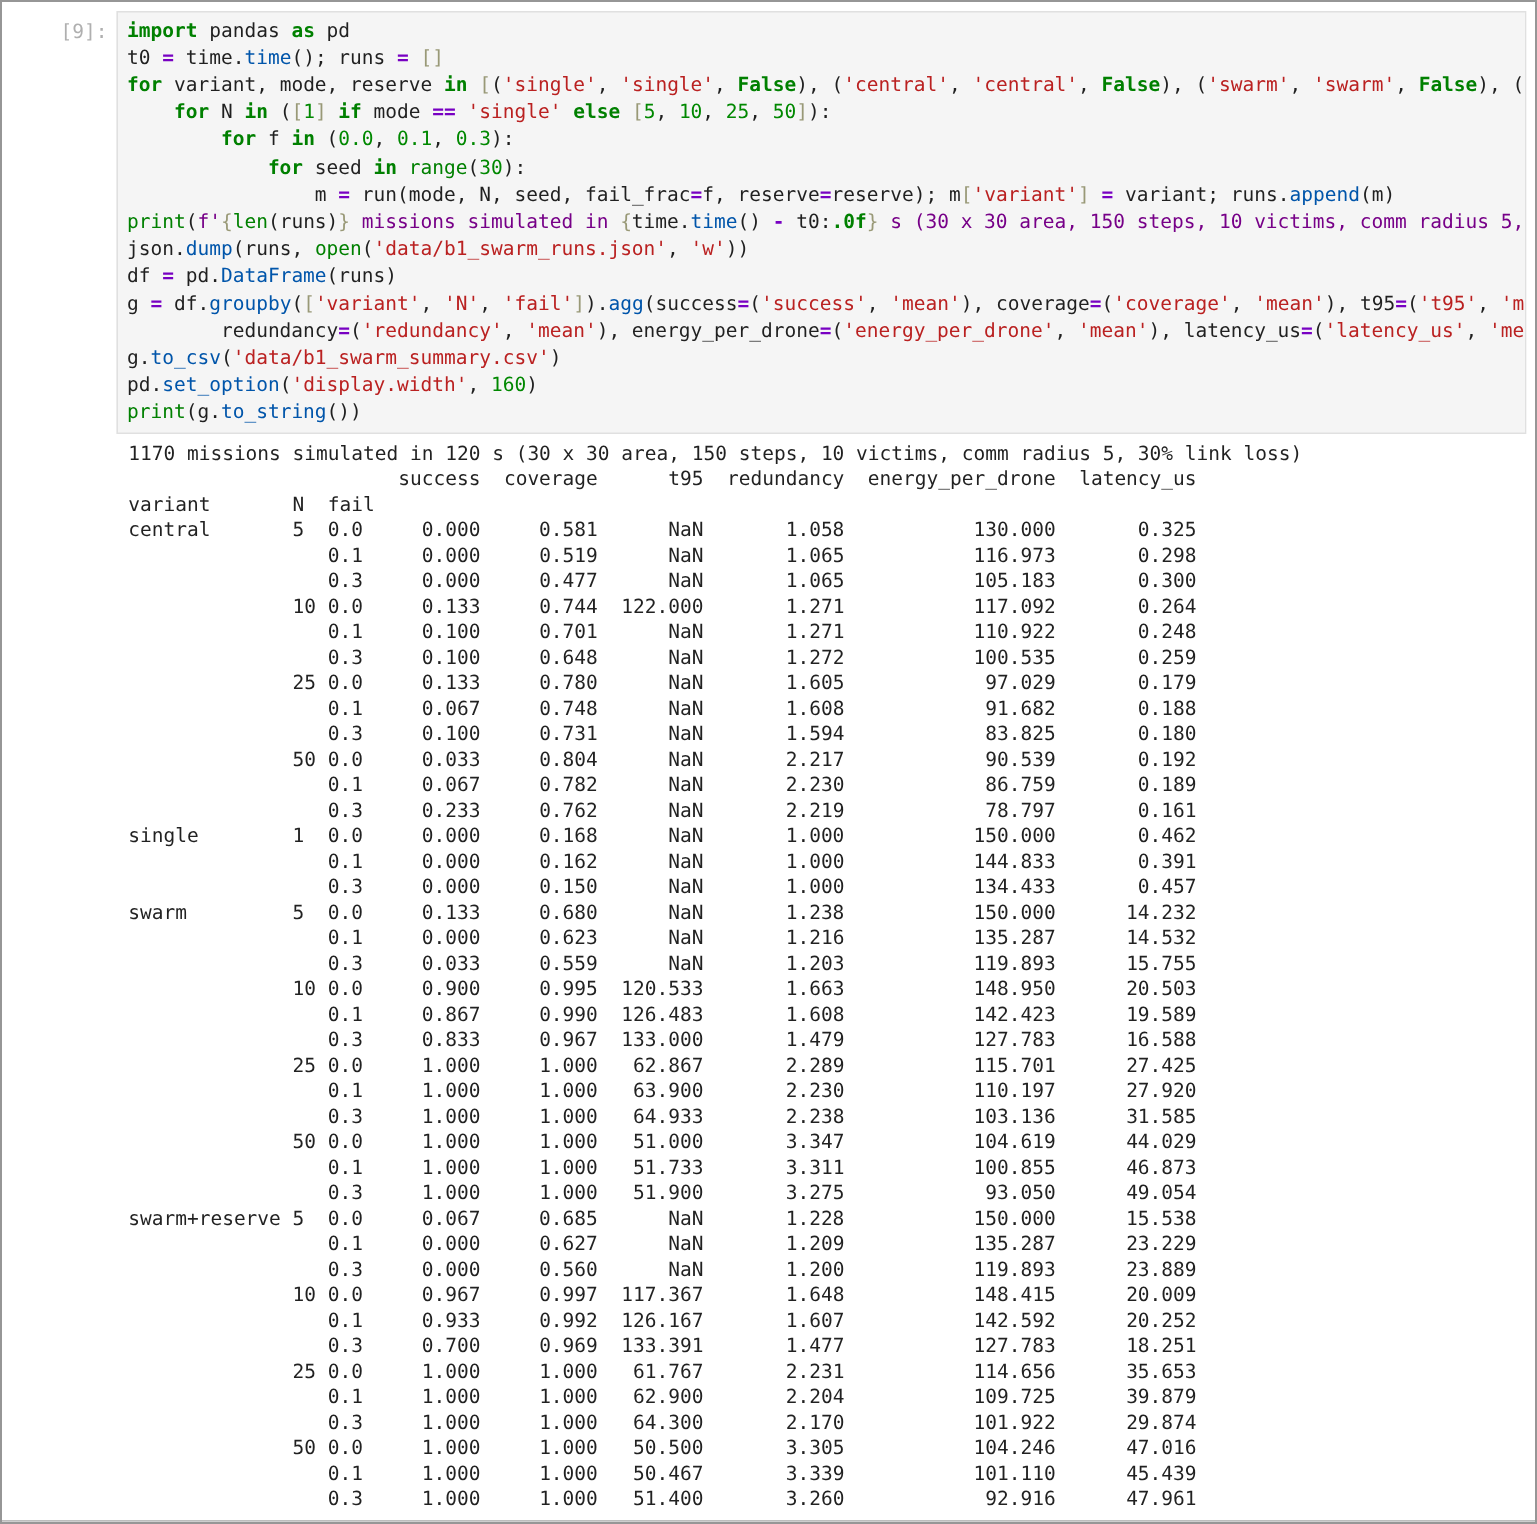 [9]:
import pandas as pd
t0 = time.time(); runs = []
for variant, mode, reserve in [('single', 'single', False), ('central', 'central', False), ('swarm', 'swarm', False), (
    for N in ([1] if mode == 'single' else [5, 10, 25, 50]):
        for f in (0.0, 0.1, 0.3):
            for seed in range(30):
                m = run(mode, N, seed, fail_frac=f, reserve=reserve); m['variant'] = variant; runs.append(m)
print(f'{len(runs)} missions simulated in {time.time() - t0:.0f} s (30 x 30 area, 150 steps, 10 victims, comm radius 5,
json.dump(runs, open('data/b1_swarm_runs.json', 'w'))
df = pd.DataFrame(runs)
g = df.groupby(['variant', 'N', 'fail']).agg(success=('success', 'mean'), coverage=('coverage', 'mean'), t95=('t95', 'm
        redundancy=('redundancy', 'mean'), energy_per_drone=('energy_per_drone', 'mean'), latency_us=('latency_us', 'me
g.to_csv('data/b1_swarm_summary.csv')
pd.set_option('display.width', 160)
print(g.to_string())
1170 missions simulated in 120 s (30 x 30 area, 150 steps, 10 victims, comm radius 5, 30% link loss)
                       success  coverage      t95  redundancy  energy_per_drone  latency_us
variant       N  fail
central       5  0.0     0.000     0.581      NaN       1.058           130.000       0.325
                 0.1     0.000     0.519      NaN       1.065           116.973       0.298
                 0.3     0.000     0.477      NaN       1.065           105.183       0.300
              10 0.0     0.133     0.744  122.000       1.271           117.092       0.264
                 0.1     0.100     0.701      NaN       1.271           110.922       0.248
                 0.3     0.100     0.648      NaN       1.272           100.535       0.259
              25 0.0     0.133     0.780      NaN       1.605            97.029       0.179
                 0.1     0.067     0.748      NaN       1.608            91.682       0.188
                 0.3     0.100     0.731      NaN       1.594            83.825       0.180
              50 0.0     0.033     0.804      NaN       2.217            90.539       0.192
                 0.1     0.067     0.782      NaN       2.230            86.759       0.189
                 0.3     0.233     0.762      NaN       2.219            78.797       0.161
single        1  0.0     0.000     0.168      NaN       1.000           150.000       0.462
                 0.1     0.000     0.162      NaN       1.000           144.833       0.391
                 0.3     0.000     0.150      NaN       1.000           134.433       0.457
swarm         5  0.0     0.133     0.680      NaN       1.238           150.000      14.232
                 0.1     0.000     0.623      NaN       1.216           135.287      14.532
                 0.3     0.033     0.559      NaN       1.203           119.893      15.755
              10 0.0     0.900     0.995  120.533       1.663           148.950      20.503
                 0.1     0.867     0.990  126.483       1.608           142.423      19.589
                 0.3     0.833     0.967  133.000       1.479           127.783      16.588
              25 0.0     1.000     1.000   62.867       2.289           115.701      27.425
                 0.1     1.000     1.000   63.900       2.230           110.197      27.920
                 0.3     1.000     1.000   64.933       2.238           103.136      31.585
              50 0.0     1.000     1.000   51.000       3.347           104.619      44.029
                 0.1     1.000     1.000   51.733       3.311           100.855      46.873
                 0.3     1.000     1.000   51.900       3.275            93.050      49.054
swarm+reserve 5  0.0     0.067     0.685      NaN       1.228           150.000      15.538
                 0.1     0.000     0.627      NaN       1.209           135.287      23.229
                 0.3     0.000     0.560      NaN       1.200           119.893      23.889
              10 0.0     0.967     0.997  117.367       1.648           148.415      20.009
                 0.1     0.933     0.992  126.167       1.607           142.592      20.252
                 0.3     0.700     0.969  133.391       1.477           127.783      18.251
              25 0.0     1.000     1.000   61.767       2.231           114.656      35.653
                 0.1     1.000     1.000   62.900       2.204           109.725      39.879
                 0.3     1.000     1.000   64.300       2.170           101.922      29.874
              50 0.0     1.000     1.000   50.500       3.305           104.246      47.016
                 0.1     1.000     1.000   50.467       3.339           101.110      45.439
                 0.3     1.000     1.000   51.400       3.260            92.916      47.961